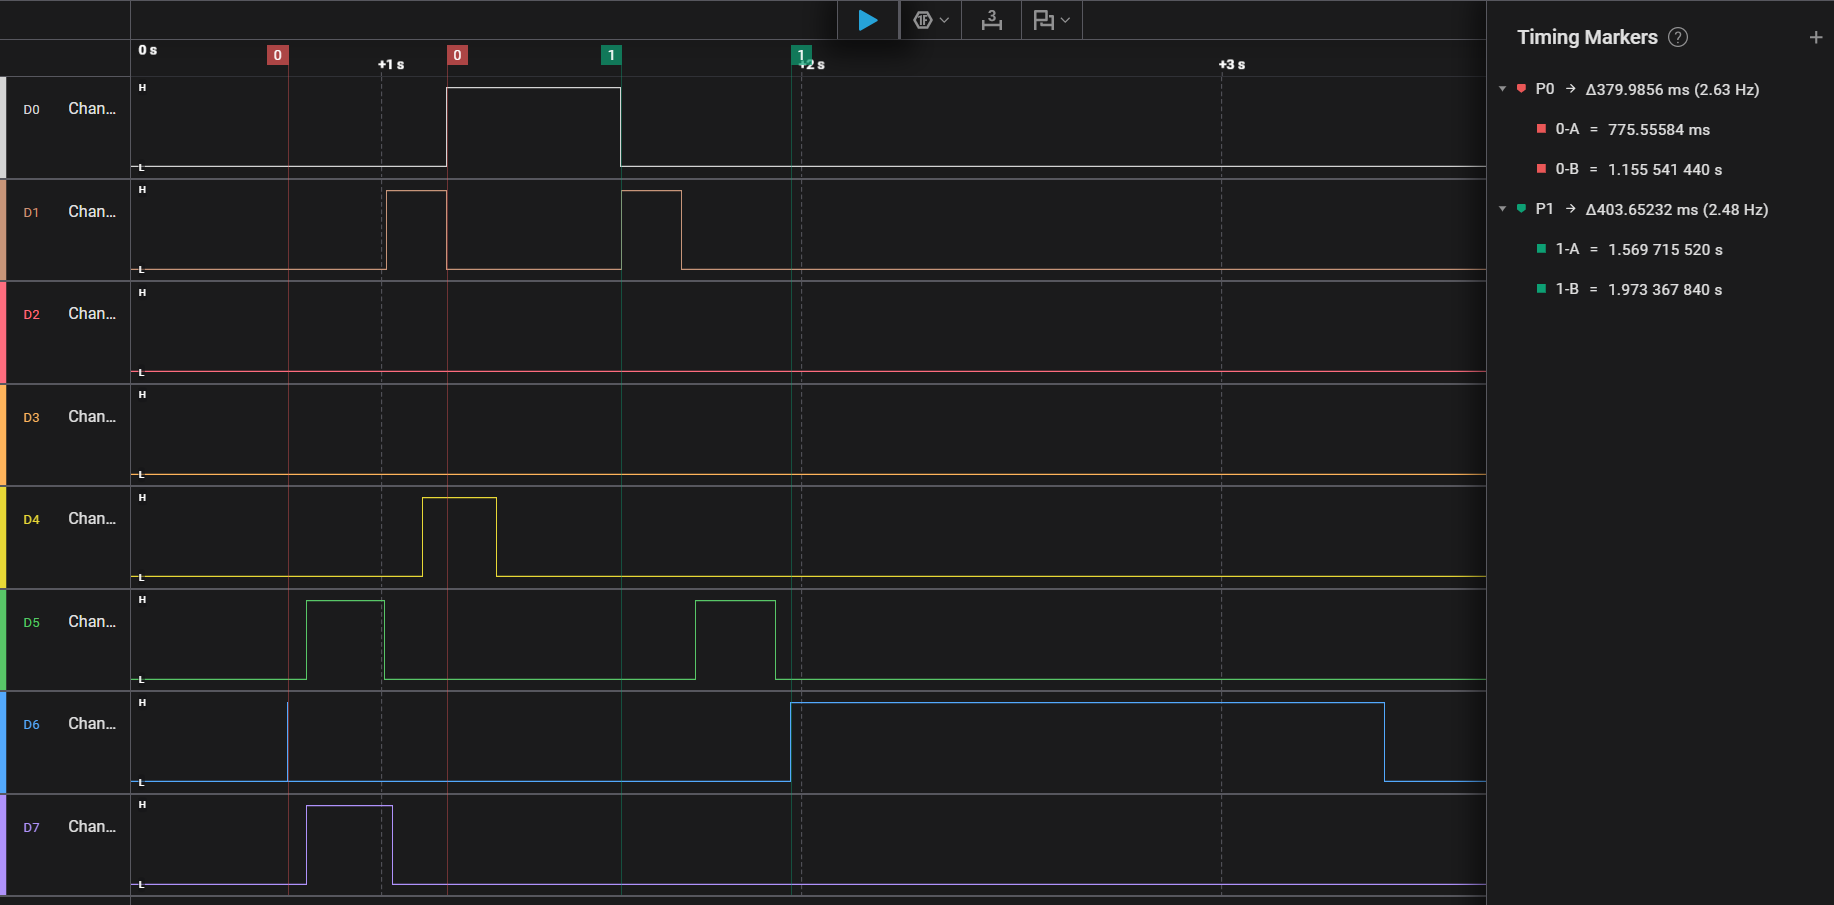 3
0 s
0
0
1
1
+1 s
+2 s
+3 s
D0 Chan...
H
L
D1 Chan...
H
L
D2 Chan...
H
L
D3 Chan...
H
L
D4 Chan...
H
L
D5 Chan...
H
L
D6 Chan...
H
L
D7 Chan...
H
L
Timing Markers ? +
P0 → Δ379.9856 ms (2.63 Hz)
0-A = 775.55584 ms
0-B = 1.155 541 440 s
P1 → Δ403.65232 ms (2.48 Hz)
1-A = 1.569 715 520 s
1-B = 1.973 367 840 s